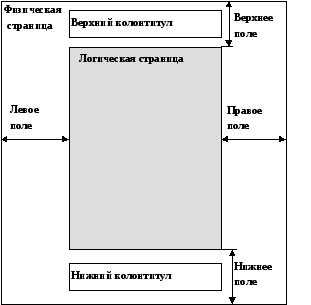 Физическая
страница
Верхний колонтитул
Верхнее
поле
Логическая страница
Левое
поле
Правое
поле
Нижний колонтитул
Нижнее
поле